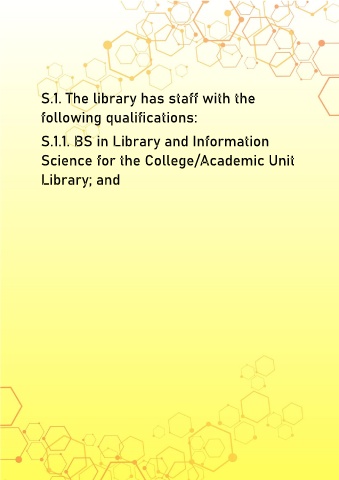 S.1. The library has staff with the
following qualifications:
S.1.1. BS in Library and Information
Science for the College/Academic Unit
Library; and